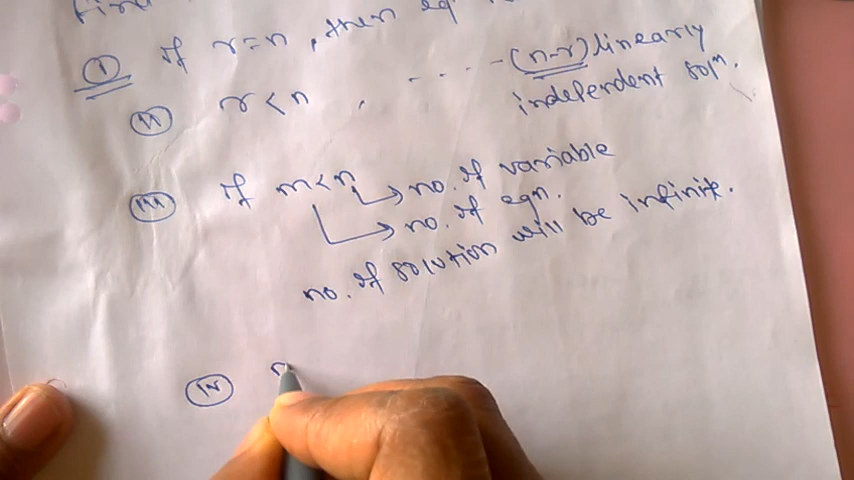 find
(I) If r=n, then eq
(II) r<n, ....(n-r) linearly
independent solⁿ.
(III) if m<n → no. of variable
→ no. of eqn.
no. of solution will be infinite.
(IV)